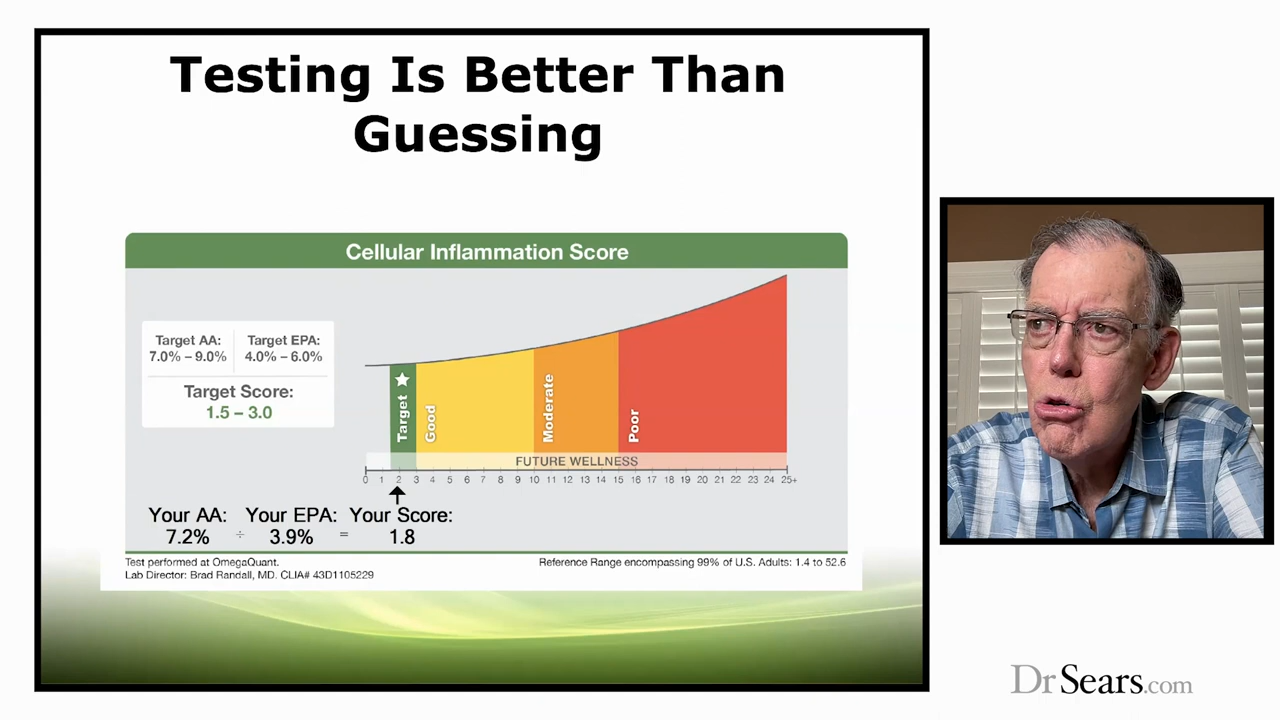 Testing Is Better Than
Guessing
Cellular Inflammation Score
Target AA: Target EPA:
7.0% – 9.0% 4.0% – 6.0%
Target Score:
1.5 – 3.0
Target
Good
Moderate
Poor
FUTURE WELLNESS
0 1 2 3 4 5 6 7 8 9 10 11 12 13 14 15 16 17 18 19 20 21 22 23 24 25+
Your AA: Your EPA: Your Score:
7.2% ÷ 3.9% = 1.8
Test performed at OmegaQuant.
Lab Director: Brad Randall, MD. CLIA# 43D1105229
Reference Range encompassing 99% of U.S. Adults: 1.4 to 52.6
DrSears.com